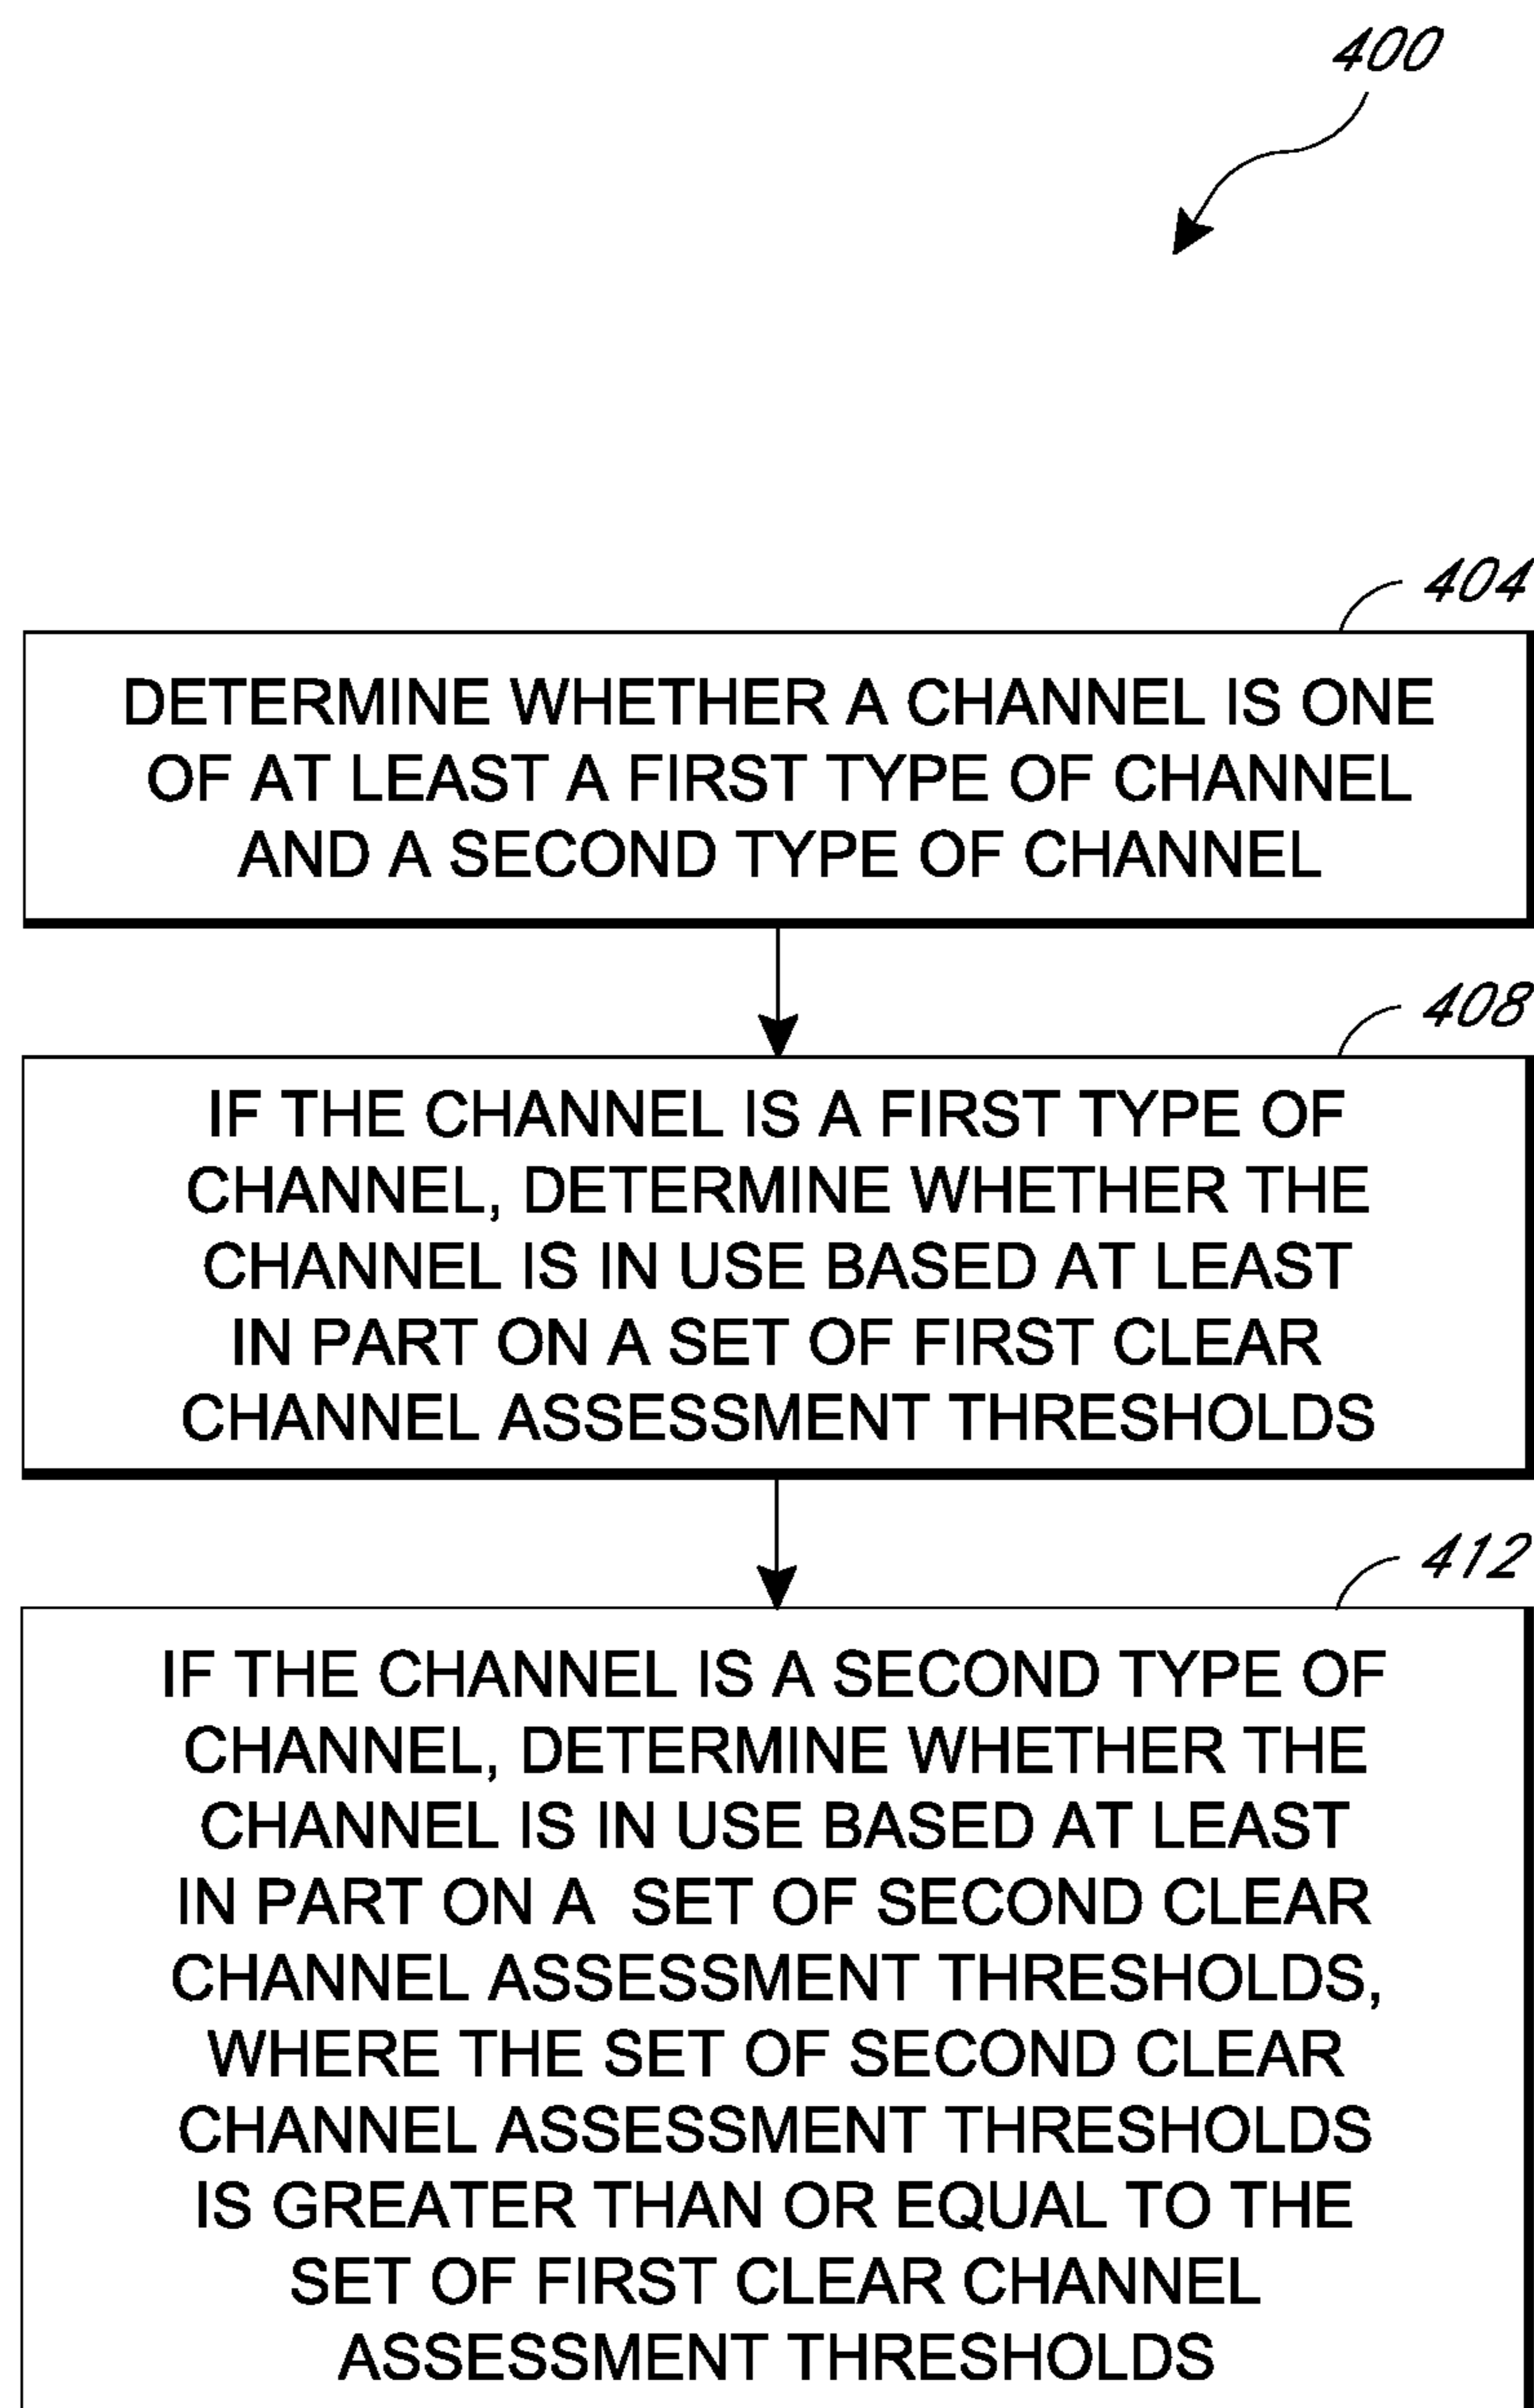 400
404
DETERMINE WHETHER A CHANNEL IS ONE
OF AT LEAST A FIRST TYPE OF CHANNEL
AND A SECOND TYPE OF CHANNEL
408
IF THE CHANNEL IS A FIRST TYPE OF
CHANNEL, DETERMINE WHETHER THE
CHANNEL IS IN USE BASED AT LEAST
IN PART ON A SET OF FIRST CLEAR
CHANNEL ASSESSMENT THRESHOLDS
412
IF THE CHANNEL IS A SECOND TYPE OF
CHANNEL, DETERMINE WHETHER THE
CHANNEL IS IN USE BASED AT LEAST
IN PART ON A SET OF SECOND CLEAR
CHANNEL ASSESSMENT THRESHOLDS,
WHERE THE SET OF SECOND CLEAR
CHANNEL ASSESSMENT THRESHOLDS
IS GREATER THAN OR EQUAL TO THE
SET OF FIRST CLEAR CHANNEL
ASSESSMENT THRESHOLDS